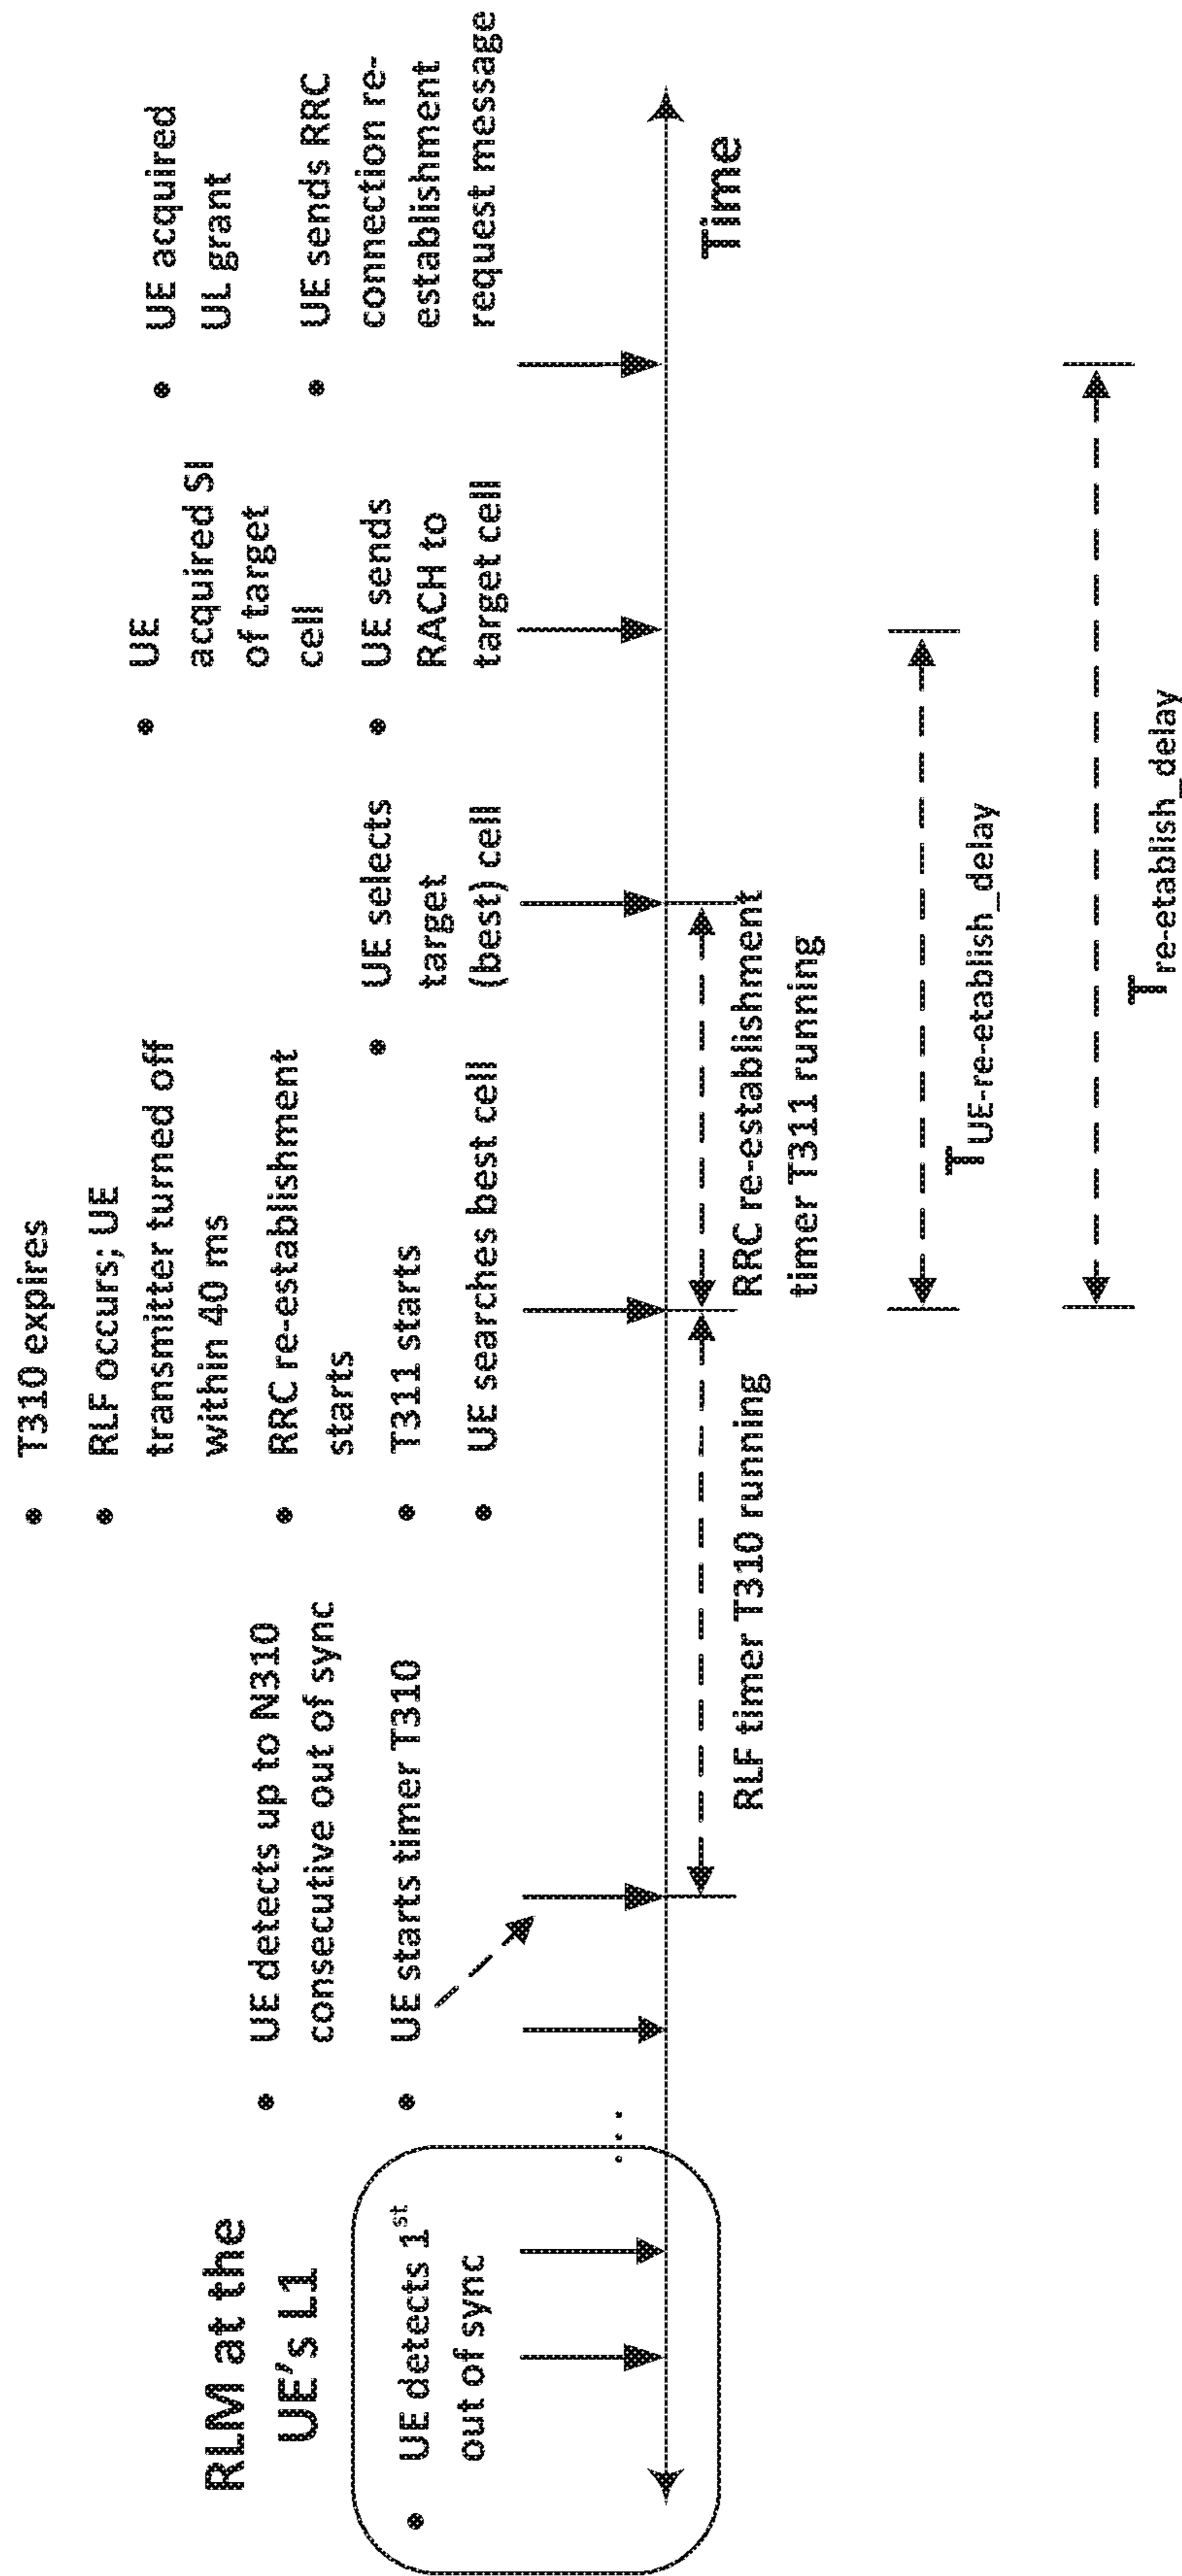 RLM at the
UE's L1
• UE detects 1st
out of sync
...
• UE detects up to N310
consecutive out of sync
• UE starts timer T310
• T310 expires
• RLF occurs; UE
transmitter turned off
within 40 ms
• RRC re-establishment
starts
• T311 starts
• UE searches best cell
• UE selects
target
(best) cell
• UE
acquired SI
of target
cell
• UE sends
RACH to
target cell
• UE acquired
UL grant
• UE sends RRC
connection re-
establishment
request message
Time
RLF timer T310 running
RRC re-establishment
timer T311 running
TUE-re-etablish_delay
Tre-etablish_delay